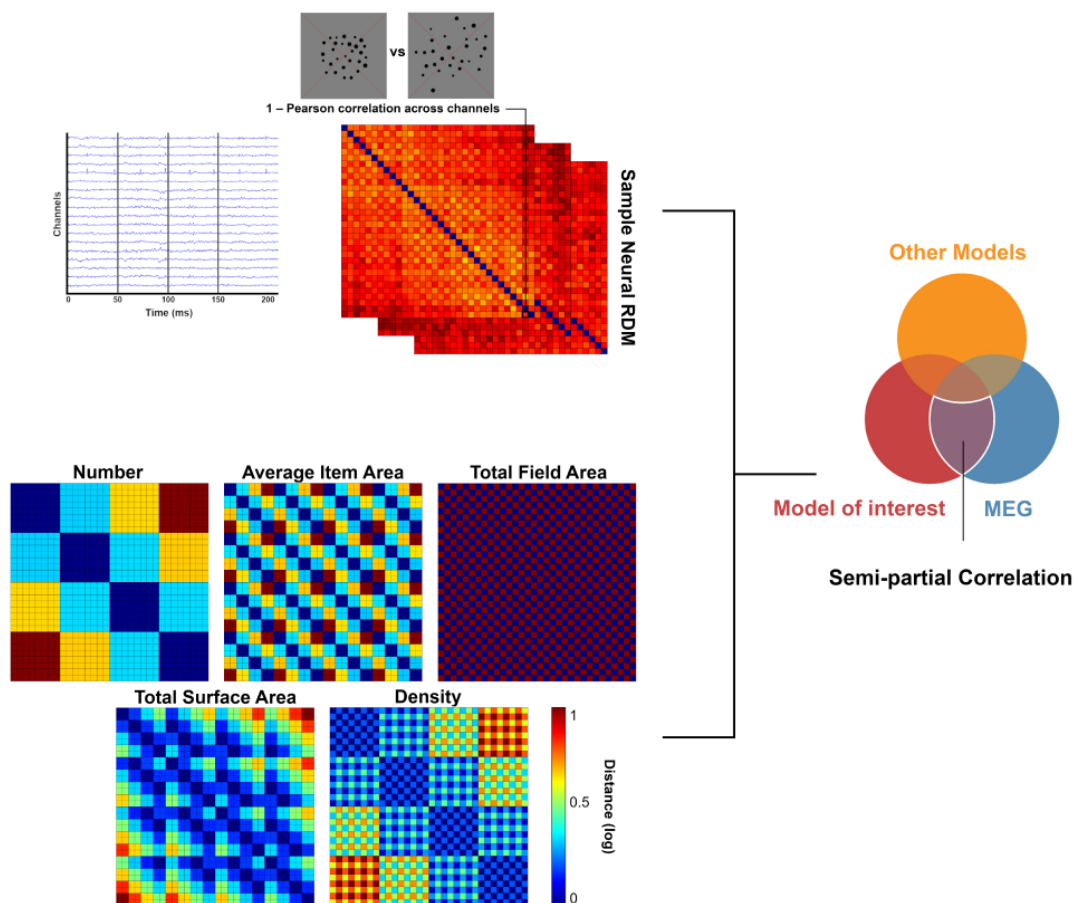 vs
1 – Pearson correlation across channels
Channels
0 50 100 150 200
Time (ms)
Sample Neural RDM
Other Models
Model of interest
MEG
Semi-partial Correlation
Number
Average Item Area
Total Field Area
Total Surface Area
Density
1
0.5
0
Distance (log)